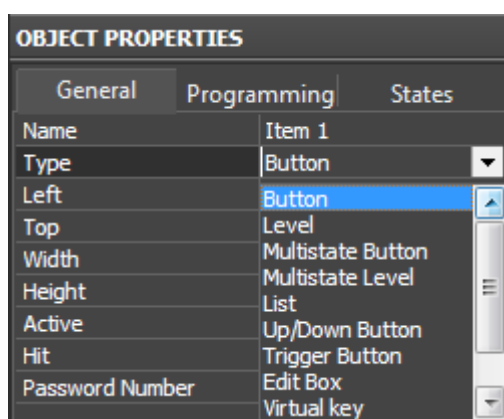 OBJECT PROPERTIES
General Programming States
Name Item 1
Type Button
Left Button
Top Level
Width Multistate Button
Height Multistate Level
List
Active Up/Down Button
Hit Trigger Button
Password Number Edit Box
Virtual key